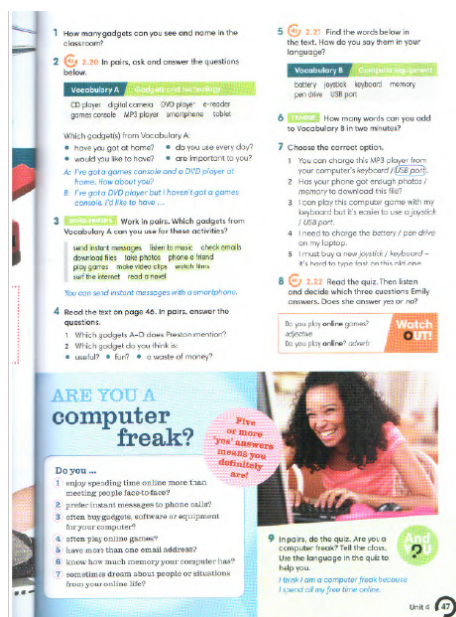 1 How many gadgets can you see and name in the
classroom?
2 2.20 In pairs, ask and answer the questions
below.
Vocabulary A Gadgets and technology
CD player digital camera DVD player e-reader
games console MP3 player smartphone tablet
Which gadget(s) from Vocabulary A:
• have you got at home? • do you use every day?
• would you like to have? • are important to you?
A: I've got a games console and a DVD player at
home. How about you?
B: I've got a DVD player but I haven't got a games
console. I'd like to have ...
3 Work in pairs. Which gadgets from
Vocabulary A can you use for these activities?
send instant messages listen to music check emails
download files take photos phone a friend
play games make video clips watch films
surf the internet read a novel
You can send instant messages with a smartphone.
4 Read the text on page 46. In pairs, answer the
questions.
1 Which gadgets A–D does Preston mention?
2 Which gadget do you think is:
• useful? • fun? • a waste of money?
5 2.21 Find the words below in
the text. How do you say them in your
language?
Vocabulary B Computer equipment
battery joystick keyboard memory
pen drive USB port
6 How many words can you add
to Vocabulary B in two minutes?
7 Choose the correct option.
1 You can charge this MP3 player from
your computer's keyboard / USB port.
2 Has your phone got enough photos /
memory to download this file?
3 I can play this computer game with my
keyboard but it's easier to use a joystick
/ USB port.
4 I need to charge the battery / pen drive
on my laptop.
5 I must buy a new joystick / keyboard –
it's hard to type fast on this old one.
8 2.22 Read the quiz. Then listen
and decide which three questions Emily
answers. Does she answer yes or no?
Do you play online games?
adjective
Do you play online? adverb
Watch
OUT!
ARE YOU A
computer
freak?
Five
or more
'yes' answers
means you
definitely
are!
Do you ...
1 enjoy spending time online more than
meeting people face-to-face?
2 prefer instant messages to phone calls?
3 often buy gadgets, software or equipment
for your computer?
4 often play online games?
5 have more than one email address?
6 know how much memory your computer has?
7 sometimes dream about people or situations
from your online life?
9 In pairs, do the quiz. Are you a
computer freak? Tell the class.
Use the language in the quiz to
help you.
I think I am a computer freak because
I spend all my free time online.
And
YOU
?
Unit 4 47